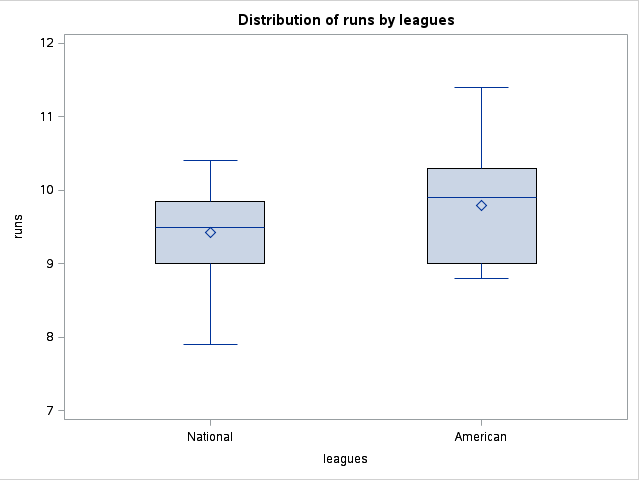 Distribution of runs by leagues
12
11
10
9
8
7
runs
National
American
leagues